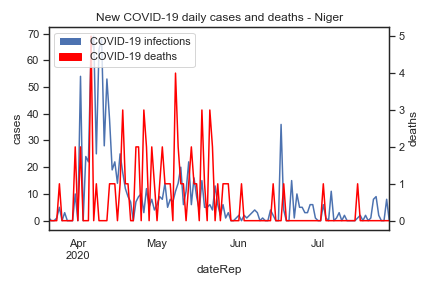 New COVID-19 daily cases and deaths - Niger
COVID-19 infections
COVID-19 deaths
70
60
50
40
30
20
10
0
cases
5
4
3
2
1
0
deaths
Apr
2020
May
Jun
Jul
dateRep